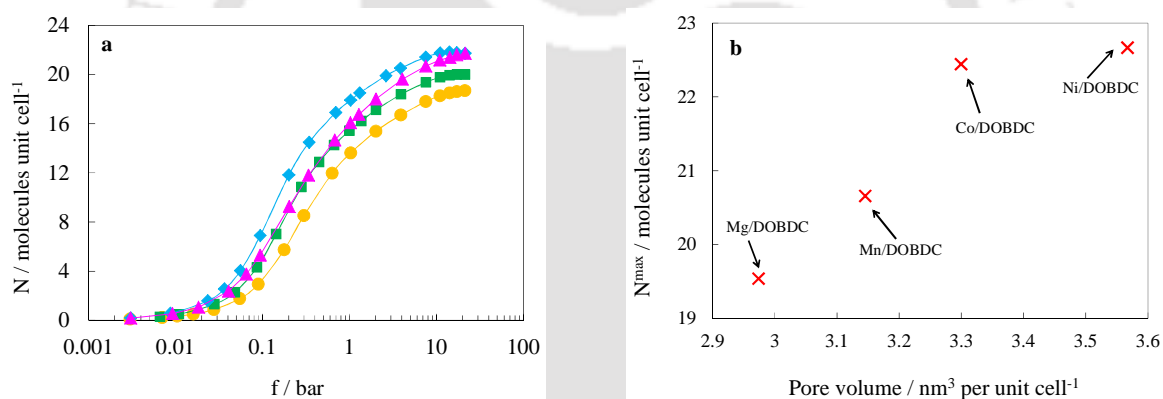 a
N / molecules unit cell-1
24
20
16
12
8
4
0
0.001
0.01
0.1
1
10
100
f / bar
b
Nmax / molecules unit cell-1
23
22
21
20
19
Ni/DOBDC
Co/DOBDC
Mg/DOBDC
Mn/DOBDC
2.9
3
3.1
3.2
3.3
3.4
3.5
3.6
Pore volume / nm3 per unit cell-1